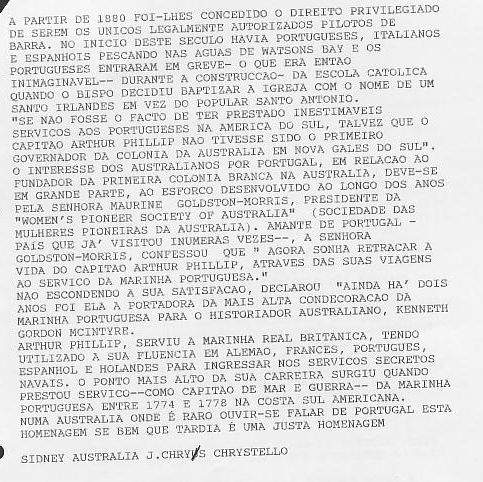 A PARTIR DE 1880 FOI-LHES CONCEDIDO O DIREITO PRIVILEGIADO
DE SEREM OS UNICOS LEGALMENTE AUTORIZADOS PILOTOS DE
BARRA. NO INICIO DESTE SECULO HAVIA PORTUGUESES, ITALIANOS
E ESPANHOIS PESCANDO NAS AGUAS DE WATSONS BAY E OS
PORTUGUESES ENTRARAM EM GREVE- O QUE ERA ENTAO
INIMAGINAVEL-- DURANTE A CONSTRUCCAO- DA ESCOLA CATOLICA
QUANDO O BISPO DECIDIU BAPTIZAR A IGREJA COM O NOME DE UM
SANTO IRLANDES EM VEZ DO POPULAR SANTO ANTONIO.
"SE NAO FOSSE O FACTO DE TER PRESTADO INESTIMAVEIS
SERVICOS AOS PORTUGUESES NA AMERICA DO SUL, TALVEZ QUE O
CAPITAO ARTHUR PHILLIP NAO TIVESSE SIDO O PRIMEIRO
GOVERNADOR DA COLONIA DA AUSTRALIA EM NOVA GALES DO SUL".
O INTERESSE DOS AUSTRALIANOS POR PORTUGAL, EM RELACAO AO
FUNDADOR DA PRIMEIRA COLONIA BRANCA NA AUSTRALIA, DEVE-SE
EM GRANDE PARTE, AO ESFORCO DESENVOLVIDO AO LONGO DOS ANOS
PELA SENHORA MAURINE GOLDSTON-MORRIS, PRESIDENTE DA
"WOMEN'S PIONEER SOCIETY OF AUSTRALIA" (SOCIEDADE DAS
MULHERES PIONEIRAS DA AUSTRALIA). AMANTE DE PORTUGAL -
PAíS QUE JA' VISITOU INUMERAS VEZES--, A SENHORA
GOLDSTON-MORRIS, CONFESSOU QUE " AGORA SONHA RETRACAR A
VIDA DO CAPITAO ARTHUR PHILLIP, ATRAVES DAS SUAS VIAGENS
AO SERVICO DA MARINHA PORTUGUESA."
NAO ESCONDENDO A SUA SATISFACAO, DECLAROU "AINDA HA' DOIS
ANOS FOI ELA A PORTADORA DA MAIS ALTA CONDECORACAO DA
MARINHA PORTUGUESA PARA O HISTORIADOR AUSTRALIANO, KENNETH
GORDON MCINTYRE.
ARTHUR PHILLIP, SERVIU A MARINHA REAL BRITANICA, TENDO
UTILIZADO A SUA FLUENCIA EM ALEMAO, FRANCES, PORTUGUES,
ESPANHOL E HOLANDES PARA INGRESSAR NOS SERVICOS SECRETOS
NAVAIS. O PONTO MAIS ALTO DA SUA CARREIRA SURGIU QUANDO
PRESTOU SERVICO--COMO CAPITAO DE MAR E GUERRA-- DA MARINHA
PORTUGUESA ENTRE 1774 E 1778 NA COSTA SUL AMERICANA.
NUMA AUSTRALIA ONDE É RARO OUVIR-SE FALAR DE PORTUGAL ESTA
HOMENAGEM SE BEM QUE TARDIA É UMA JUSTA HOMENAGEM
SIDNEY AUSTRALIA J.CHRYS CHRYSTELLO